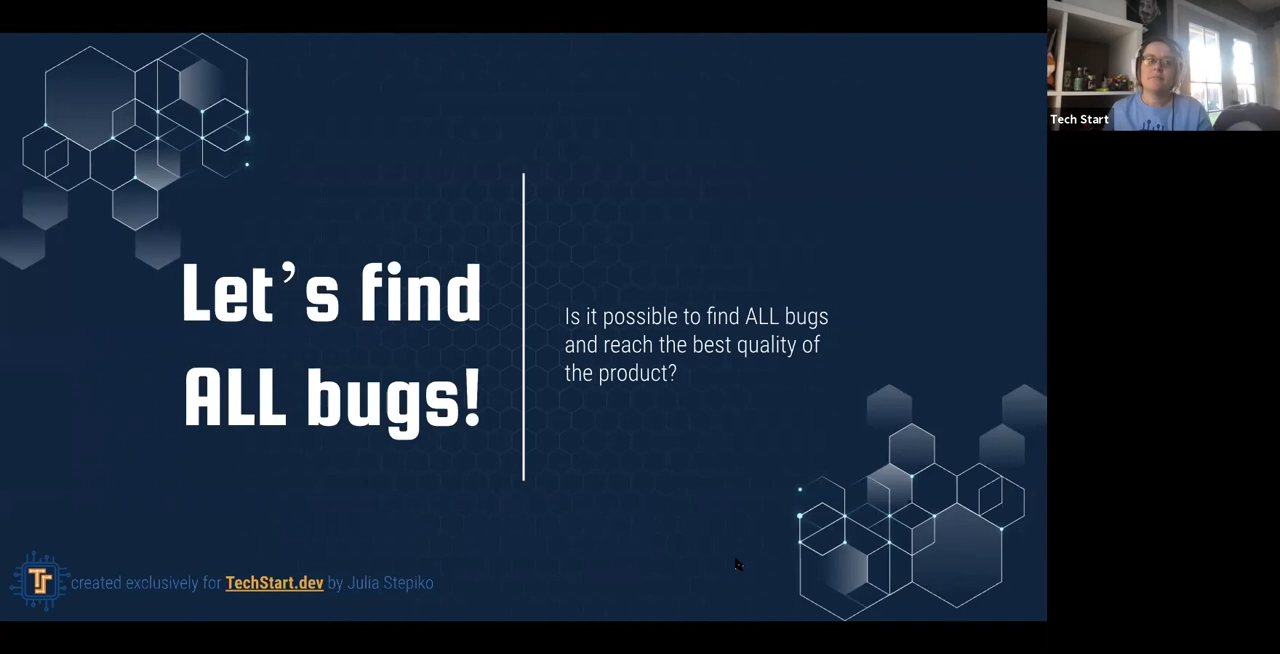 Let's find
ALL bugs!
Is it possible to find ALL bugs
and reach the best quality of
the product?
created exclusively for TechStart.dev by Julia Stepiko
Tech Start